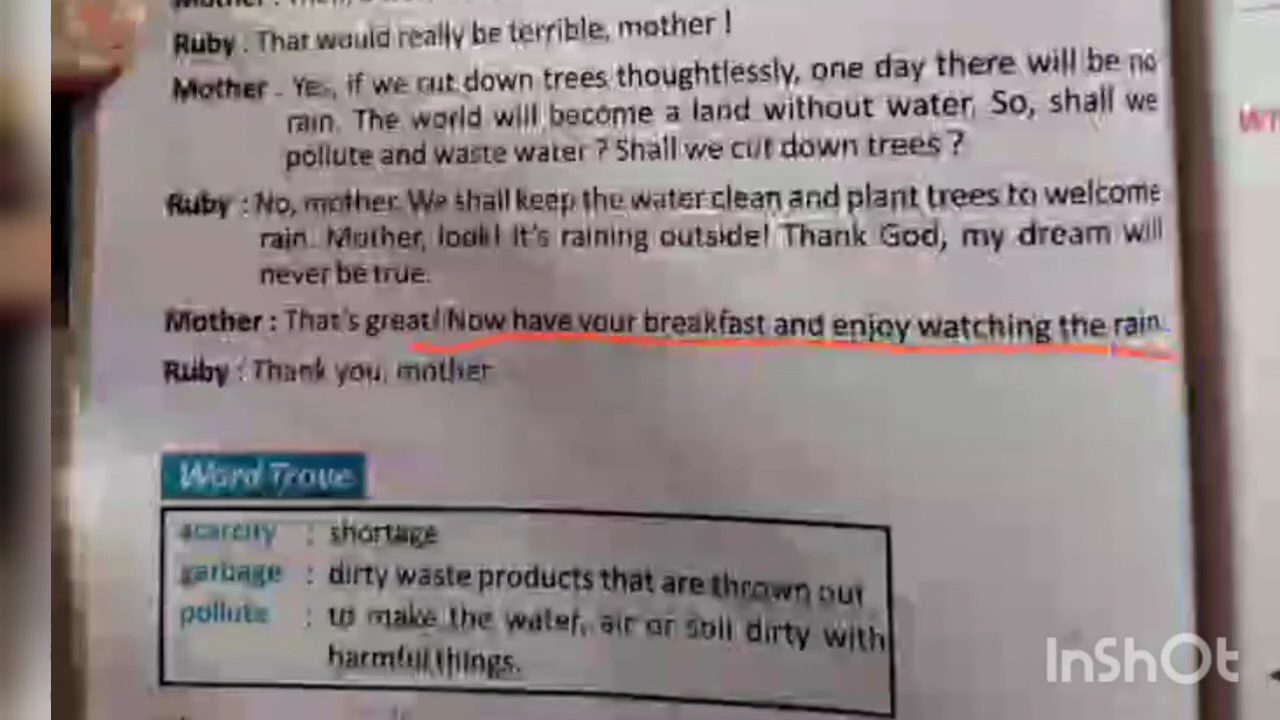 Mother :
Ruby : That would really be terrible, mother !
Mother : Yes, if we cut down trees thoughtlessly, one day there will be no
rain. The world will become a land without water. So, shall we
pollute and waste water ? Shall we cut down trees ?
Ruby : No, mother. We shall keep the water clean and plant trees to welcome
rain. Mother, look! It's raining outside! Thank God, my dream will
never be true.
Mother : That's great! Now have your breakfast and enjoy watching the rain.
Ruby : Thank you, mother.
Word Trove
scarcity : shortage
garbage : dirty waste products that are thrown out
pollute : to make the water, air or soil dirty with
harmful things.
InShOt